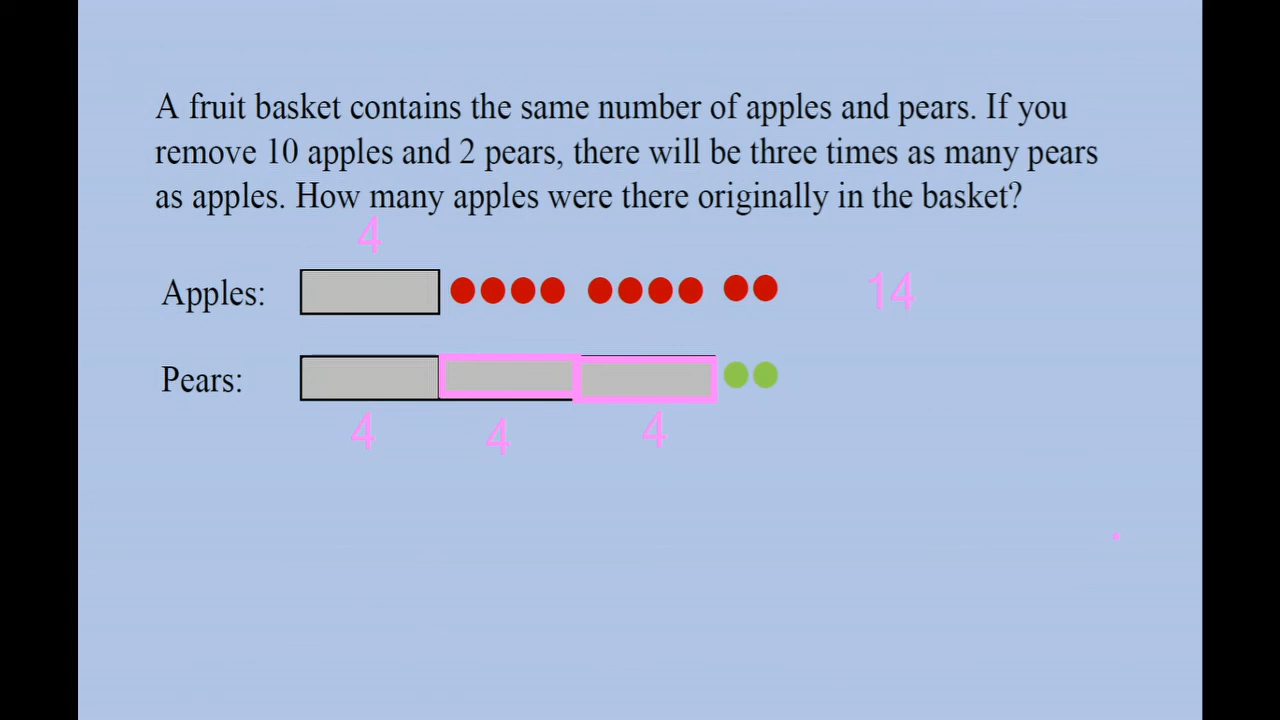 A fruit basket contains the same number of apples and pears. If you
remove 10 apples and 2 pears, there will be three times as many pears
as apples. How many apples were there originally in the basket?
4
Apples: 14
Pears:
4 4 4